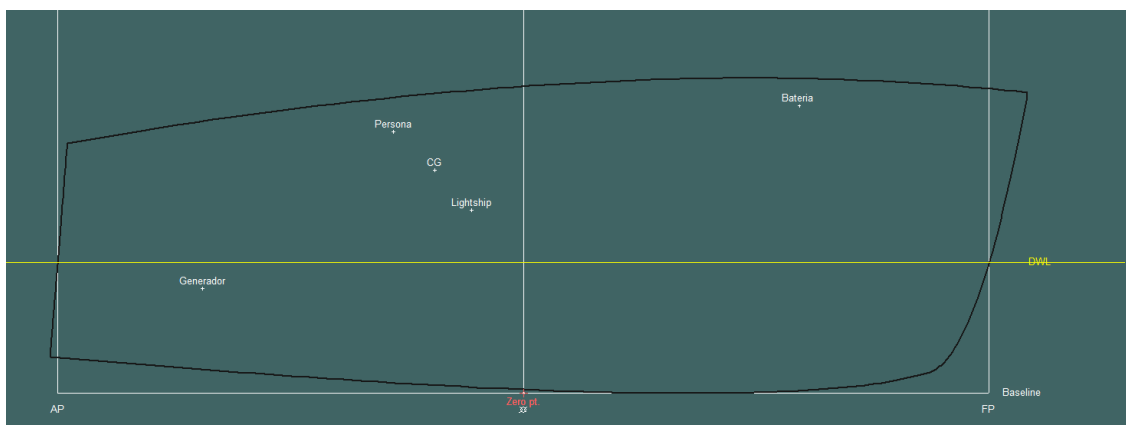 Bateria
Persona
CG
Lightship
DWL
Generador
Baseline
Zero pt.
AP
FP